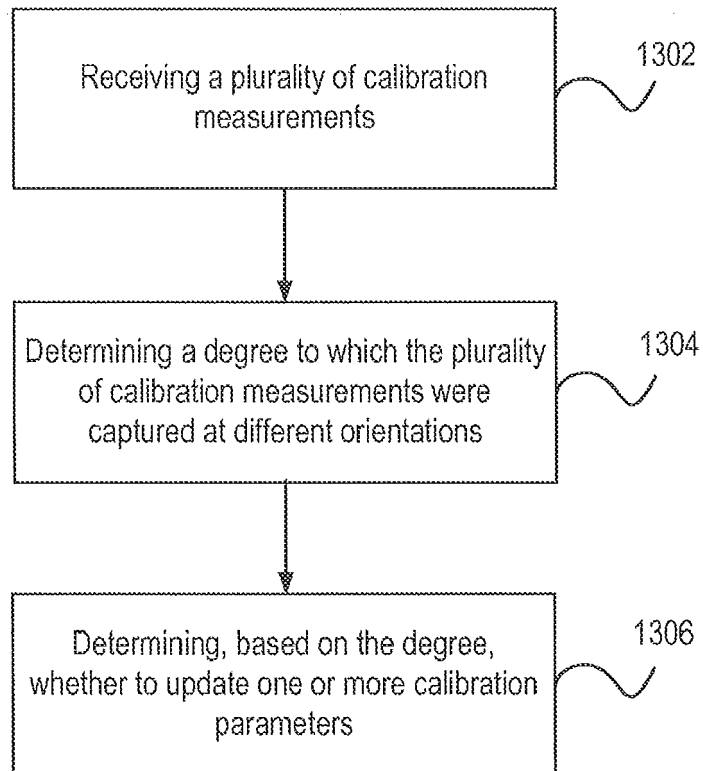 Receiving a plurality of calibration
measurements
1302
Determining a degree to which the plurality
of calibration measurements were
captured at different orientations
1304
Determining, based on the degree,
whether to update one or more calibration
parameters
1306